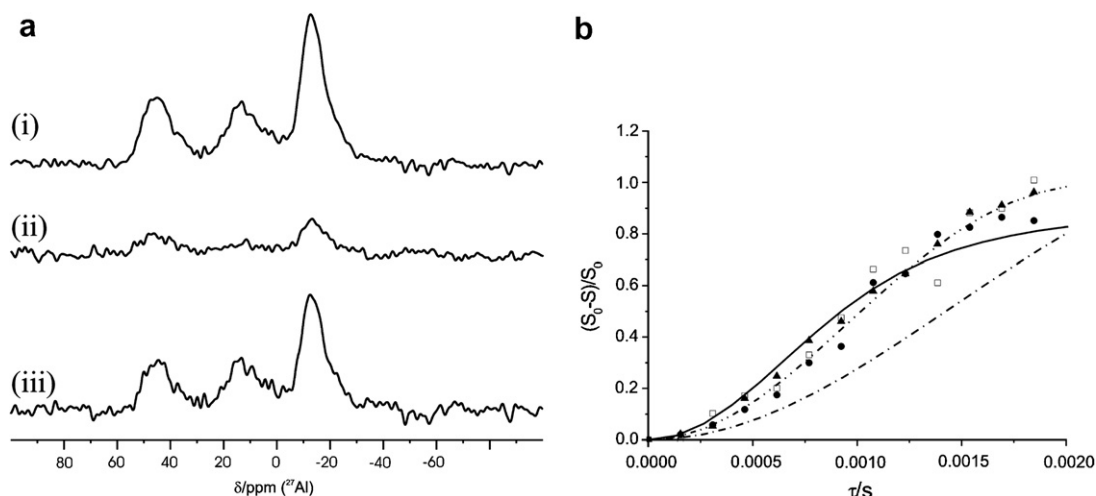 a
(i)
(ii)
(iii)
80 60 40 20 0 -20 -40 -60
δ/ppm (²⁷Al)
b
(S₀-S)/S₀
1.2
1.0
0.8
0.6
0.4
0.2
0.0
0.0000 0.0005 0.0010 0.0015 0.0020
τ/s